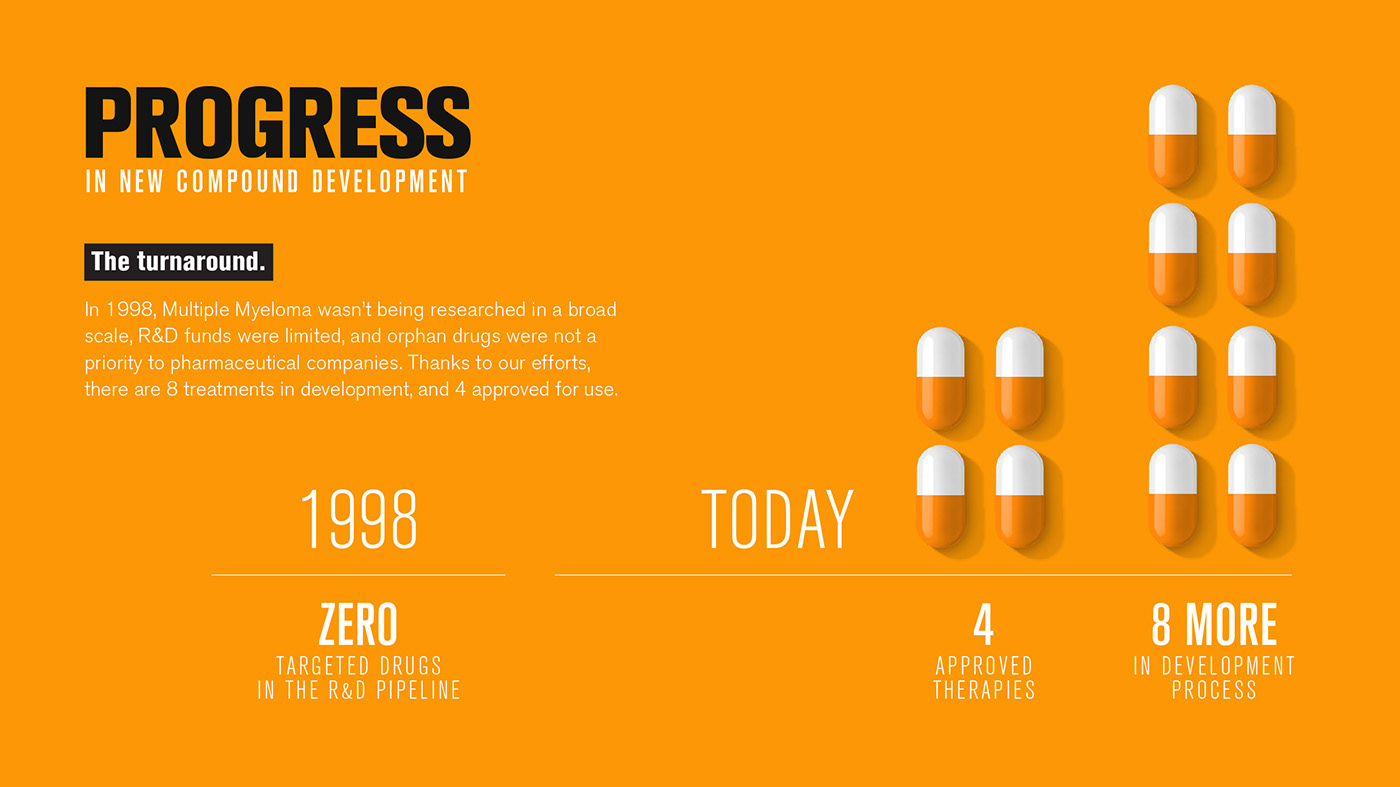 PROGRESS
IN NEW COMPOUND DEVELOPMENT
The turnaround.
In 1998, Multiple Myeloma wasn't being researched in a broad
scale, R&D funds were limited, and orphan drugs were not a
priority to pharmaceutical companies. Thanks to our efforts,
there are 8 treatments in development, and 4 approved for use.
1998
ZERO
TARGETED DRUGS
IN THE R&D PIPELINE
TODAY
4
APPROVED
THERAPIES
8 MORE
IN DEVELOPMENT
PROCESS